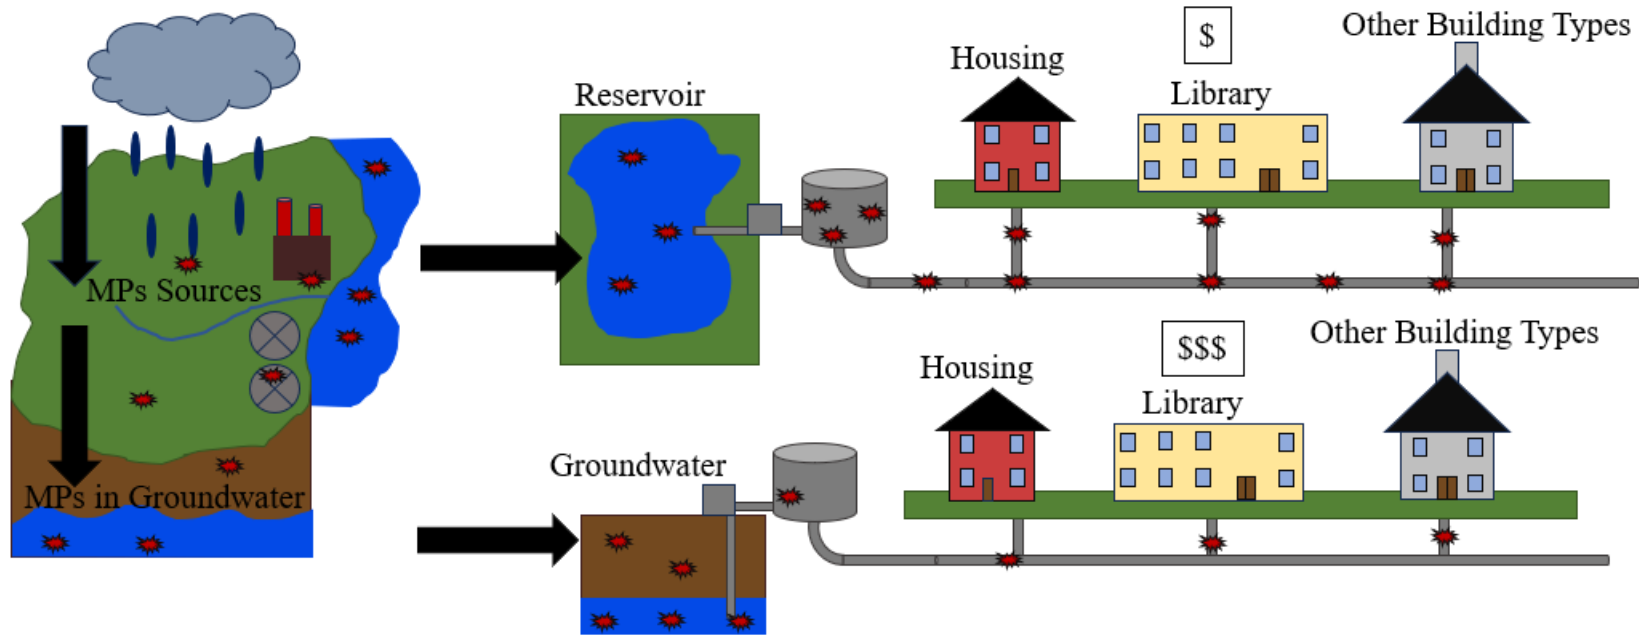 MPs Sources
MPs in Groundwater
Reservoir
Housing
$
Library
Other Building Types
Groundwater
Housing
$$$
Library
Other Building Types